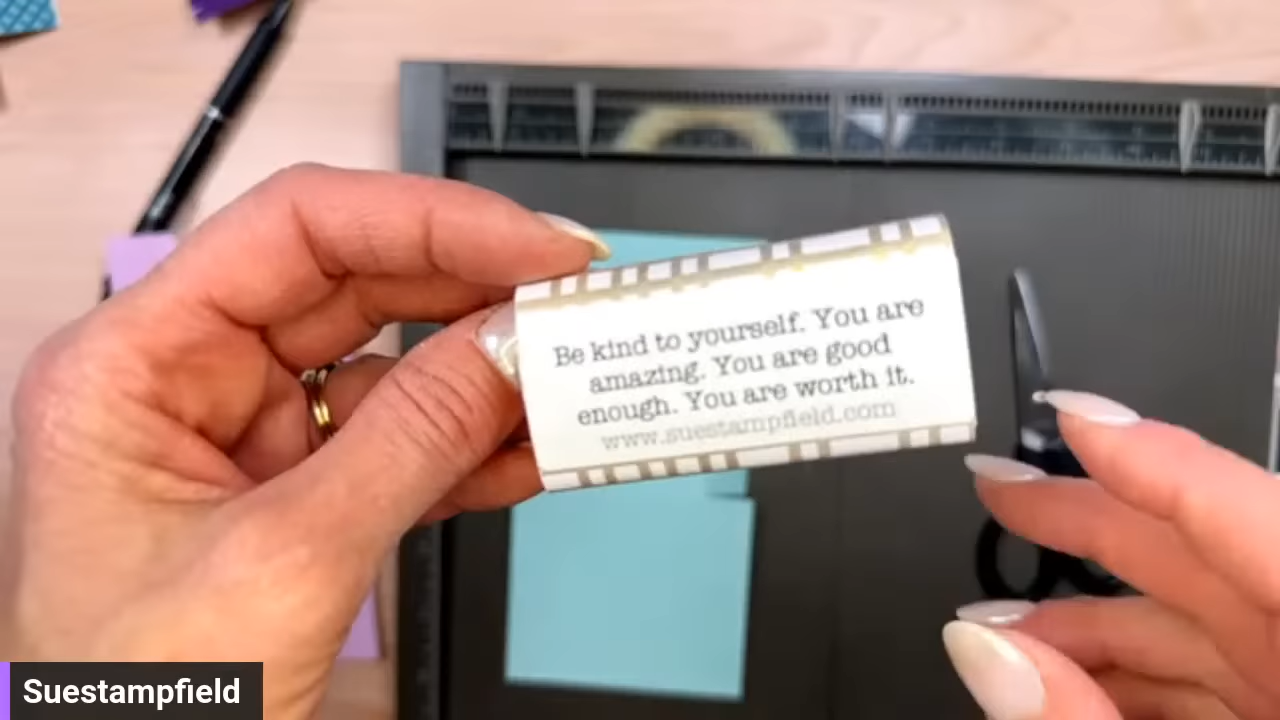 Be kind to yourself. You are
amazing. You are good
enough. You are worth it.
www.suestampfield.com
Suestampfield